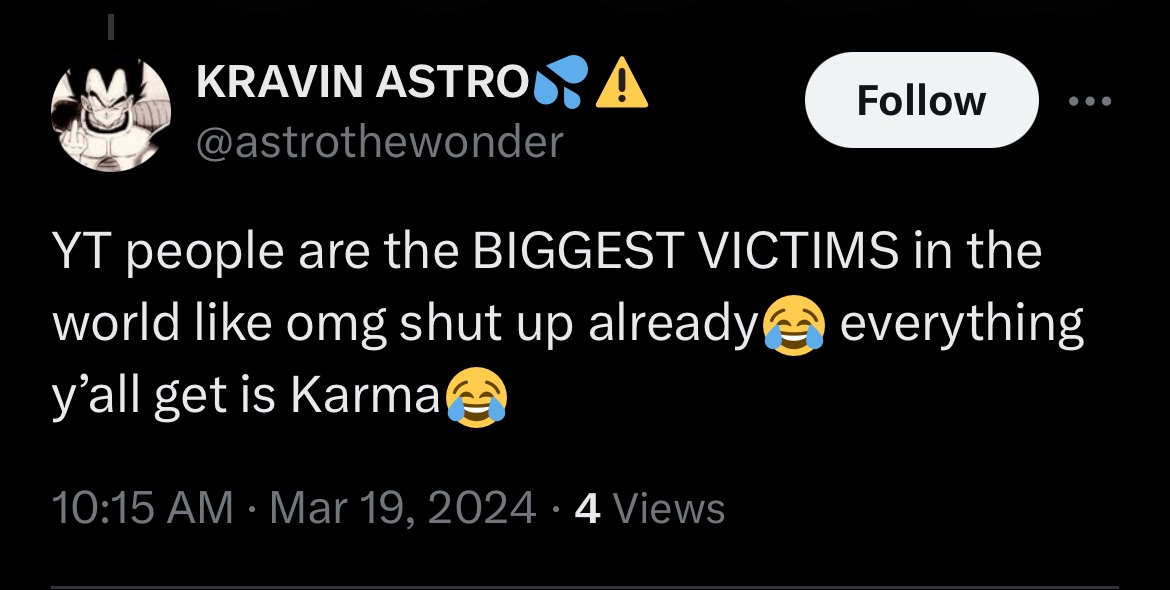 KRAVIN ASTRO💦⚠️
@astrothewonder
Follow
YT people are the BIGGEST VICTIMS in the
world like omg shut up already😂 everything
y’all get is Karma😂
10:15 AM · Mar 19, 2024 · 4 Views